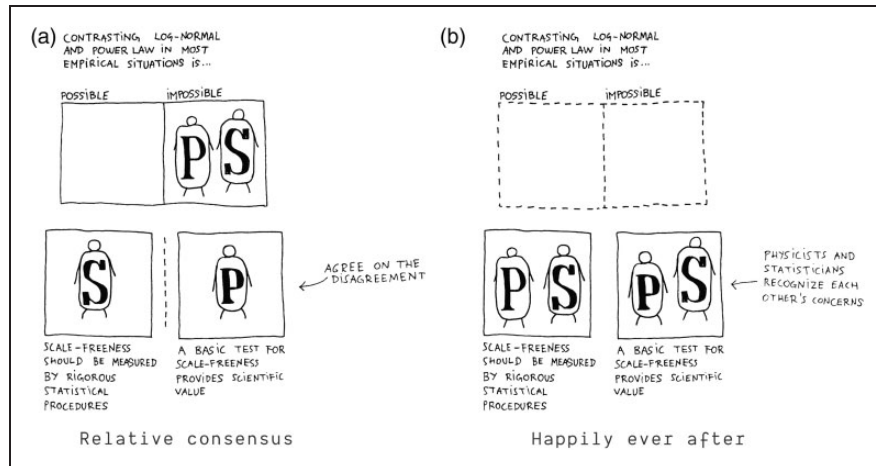 (a)
CONTRASTING LOG-NORMAL
AND POWER LAW IN MOST
EMPIRICAL SITUATIONS IS...
POSSIBLE
IMPOSSIBLE
P S
S
P
AGREE ON THE
DISAGREEMENT
SCALE-FREENESS
SHOULD BE MEASURED
BY RIGOROUS
STATISTICAL
PROCEDURES
A BASIC TEST FOR
SCALE-FREENESS
PROVIDES SCIENTIFIC
VALUE
Relative consensus
(b)
CONTRASTING LOG-NORMAL
AND POWER LAW IN MOST
EMPIRICAL SITUATIONS IS...
POSSIBLE
IMPOSSIBLE
P S
P S
PHYSICISTS AND
STATISTICIANS
RECOGNIZE EACH
OTHER'S CONCERNS
SCALE-FREENESS
SHOULD BE MEASURED
BY RIGOROUS
STATISTICAL
PROCEDURES
A BASIC TEST FOR
SCALE-FREENESS
PROVIDES SCIENTIFIC
VALUE
Happily ever after